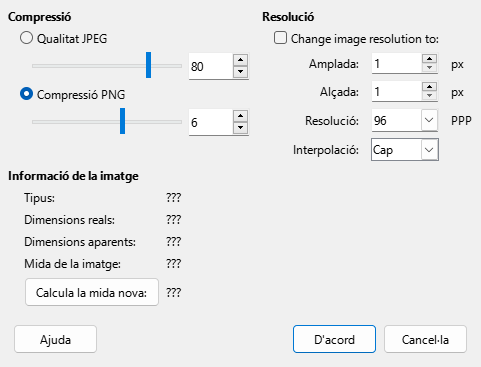 Compressió
Qualitat JPEG
80
Compressió PNG
6
Resolució
Change image resolution to:
Amplada: 1 px
Alçada: 1 px
Resolució: 96 PPP
Interpolació: Cap
Informació de la imatge
Tipus: ???
Dimensions reals: ???
Dimensions aparents: ???
Mida de la imatge: ???
Calcula la mida nova: ???
Ajuda
D'acord
Cancel·la